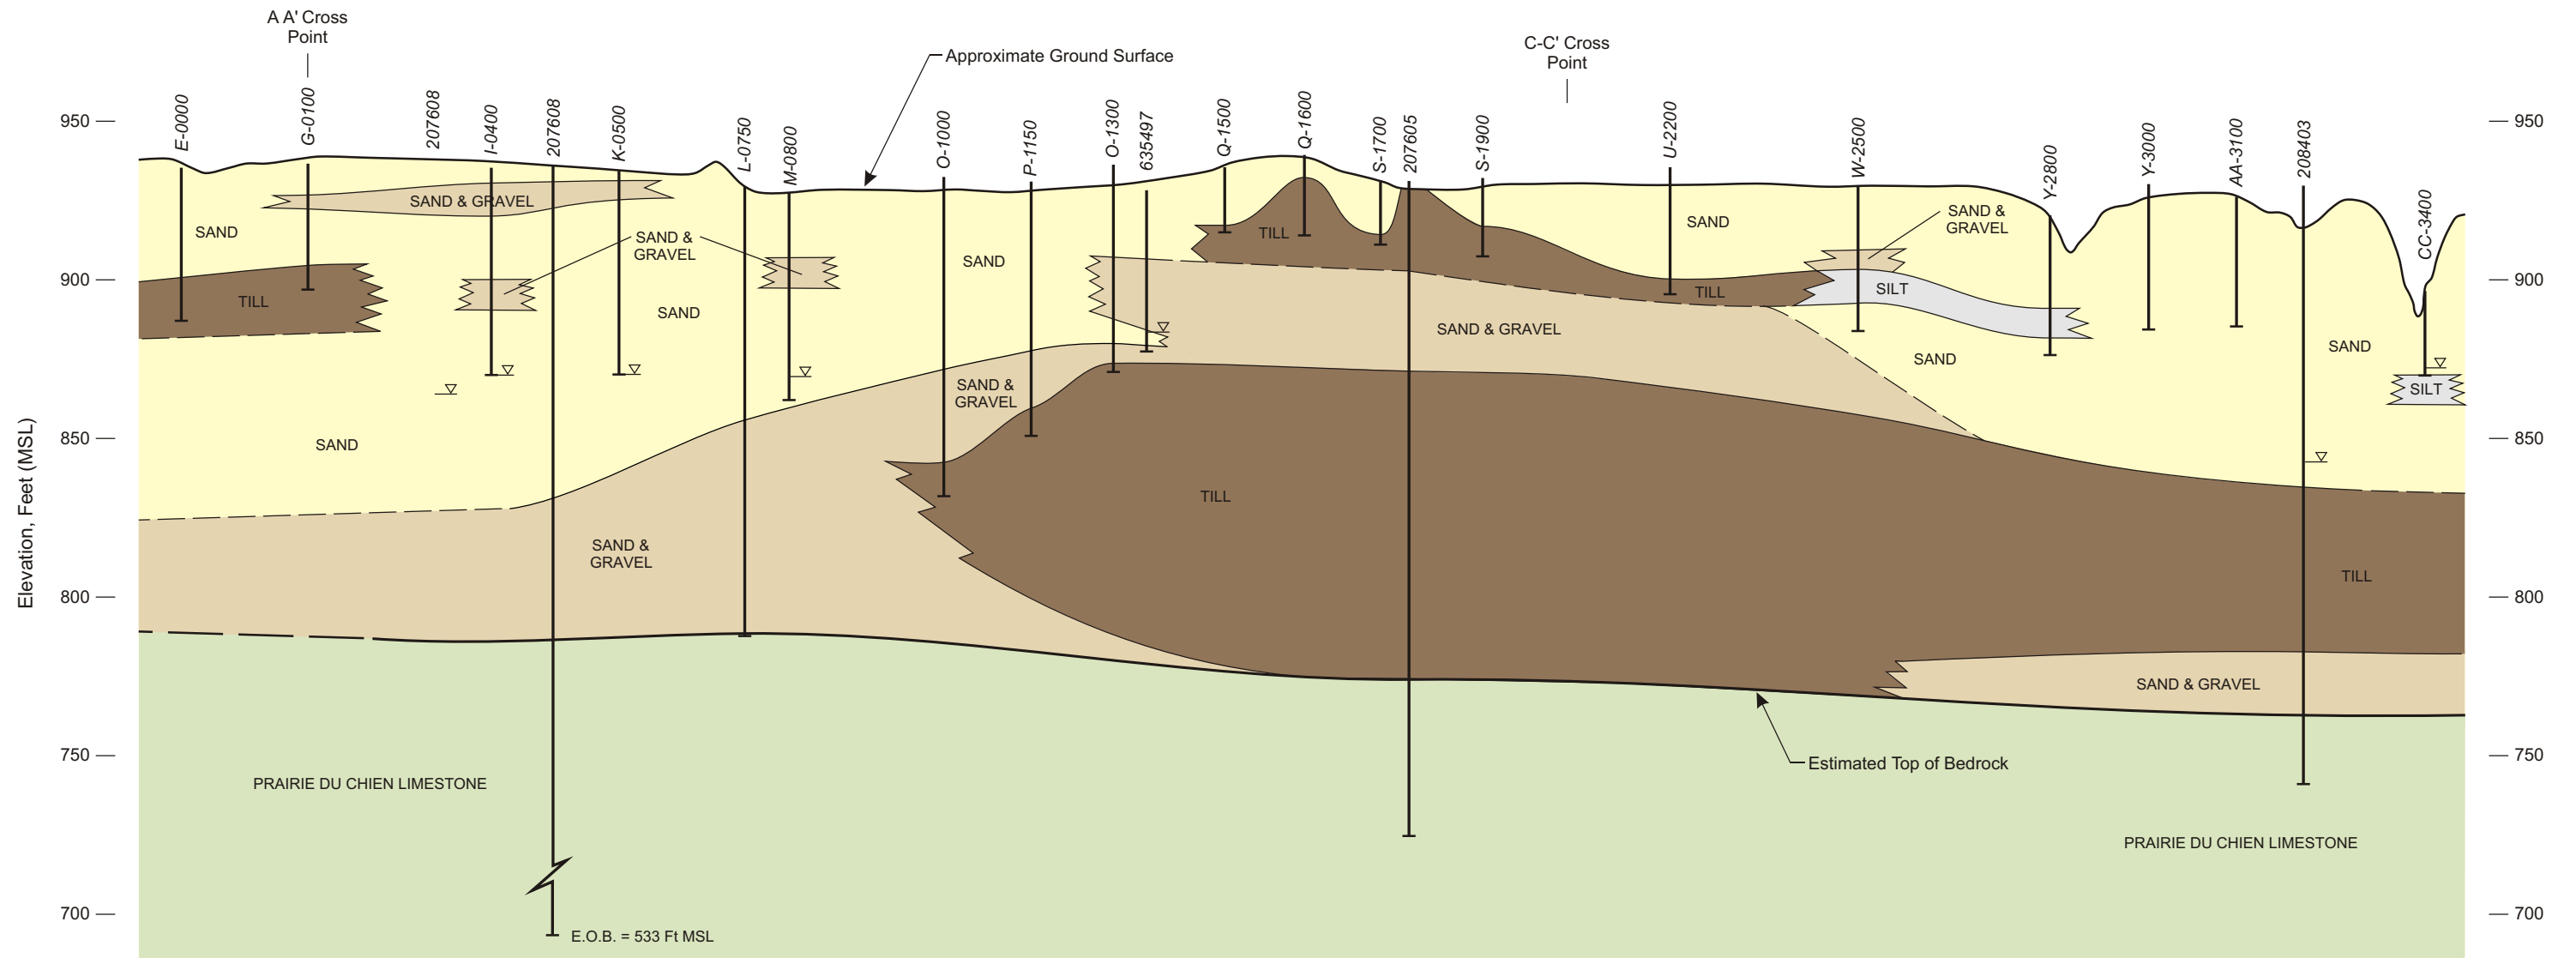 A A' Cross
Point
C-C' Cross
Point
Approximate Ground Surface
950
900
850
800
750
700
Elevation, Feet (MSL)
E-0000
G-0100
207608
I-0400
207608
K-0500
L-0750
M-0800
O-1000
P-1150
O-1300
635497
Q-1500
Q-1600
S-1700
207605
S-1900
U-2200
W-2500
Y-2800
Y-3000
AA-3100
208403
CC-3400
950
900
850
800
750
700
SAND & GRAVEL
SAND
SAND &
GRAVEL
SAND
TILL
SAND
SAND &
GRAVEL
SAND
TILL
SILT
TILL
SAND
SAND & GRAVEL
SAND
SAND
SILT
SAND &
GRAVEL
SAND
TILL
SAND &
GRAVEL
TILL
SAND & GRAVEL
Estimated Top of Bedrock
PRAIRIE DU CHIEN LIMESTONE
PRAIRIE DU CHIEN LIMESTONE
E.O.B. = 533 Ft MSL